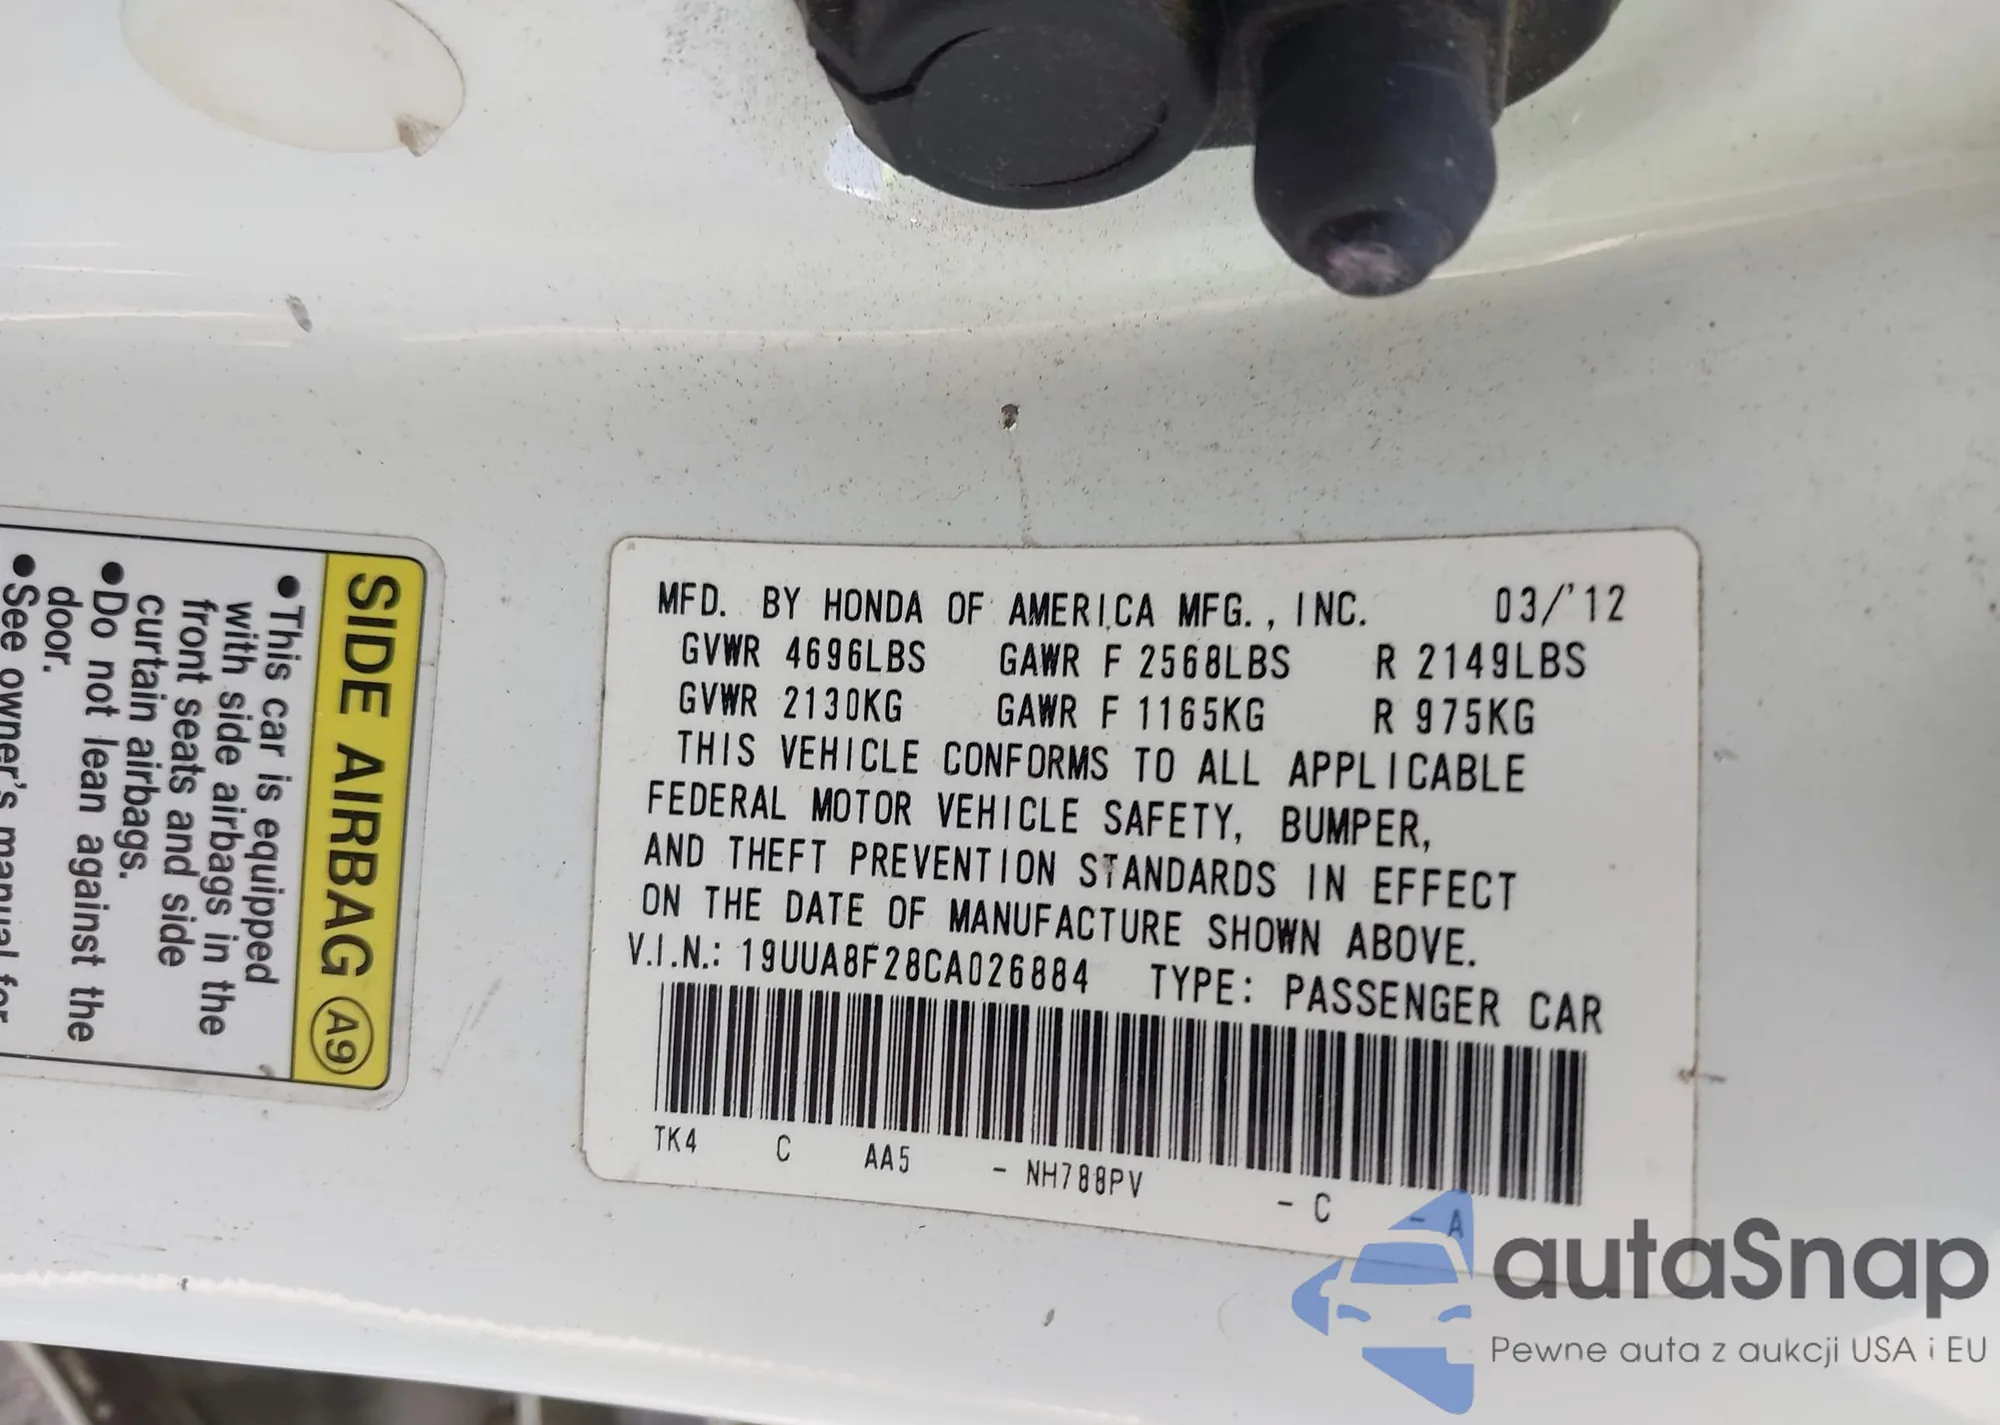 SIDE AIRBAG A9
●This car is equipped
with side airbags in the
front seats and side
curtain airbags.
●Do not lean against the
door.
●See owner's manual for
MFD. BY HONDA OF AMERICA MFG., INC. 03/'12
GVWR 4696LBS GAWR F 2568LBS R 2149LBS
GVWR 2130KG GAWR F 1165KG R 975KG
THIS VEHICLE CONFORMS TO ALL APPLICABLE
FEDERAL MOTOR VEHICLE SAFETY, BUMPER,
AND THEFT PREVENTION STANDARDS IN EFFECT
ON THE DATE OF MANUFACTURE SHOWN ABOVE.
V.I.N.: 19UUA8F28CA026884 TYPE: PASSENGER CAR
TK4 C AA5 - NH788PV - C - A
autaSnap
Pewne auta z aukcji USA i EU